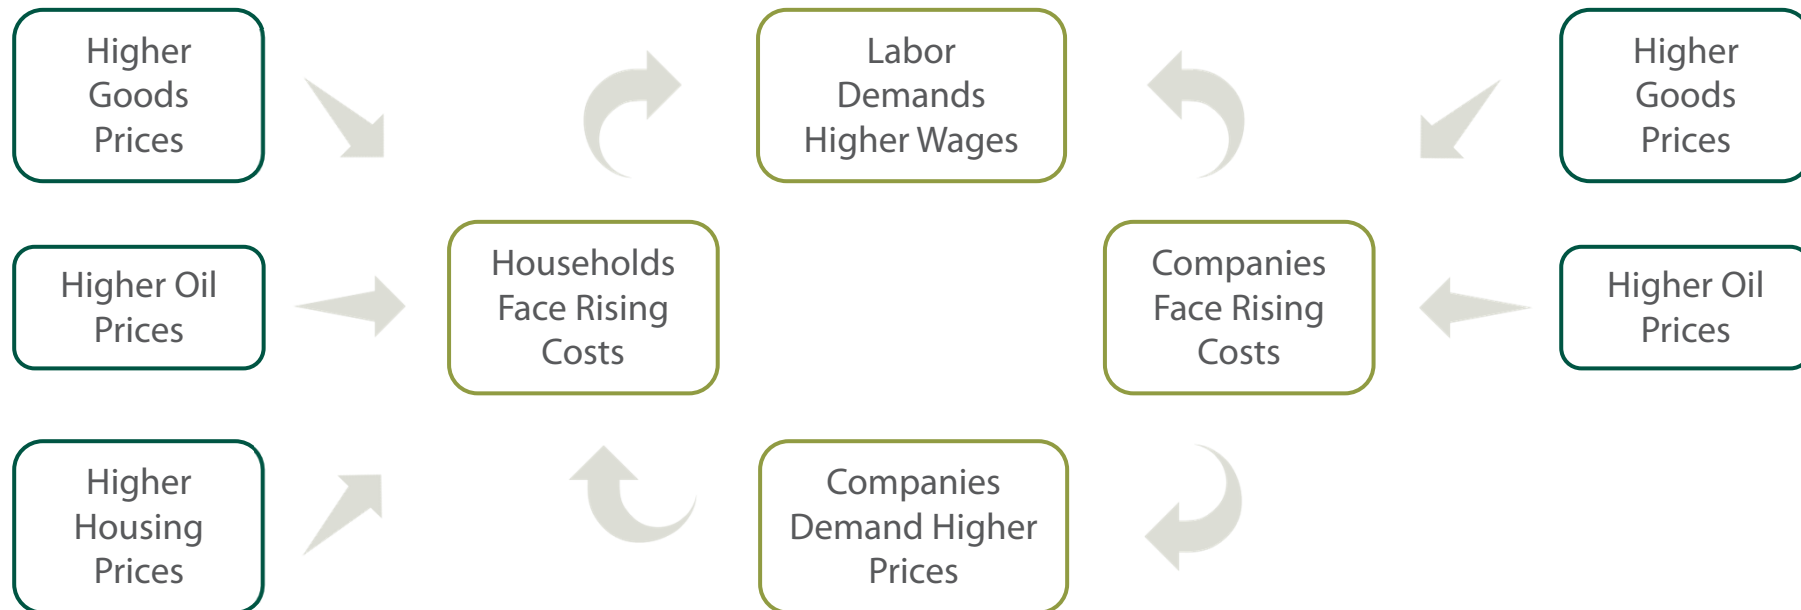 Higher
Goods
Prices
Labor
Demands
Higher Wages
Higher
Goods
Prices
Higher Oil
Prices
Households
Face Rising
Costs
Companies
Face Rising
Costs
Higher Oil
Prices
Higher
Housing
Prices
Companies
Demand Higher
Prices